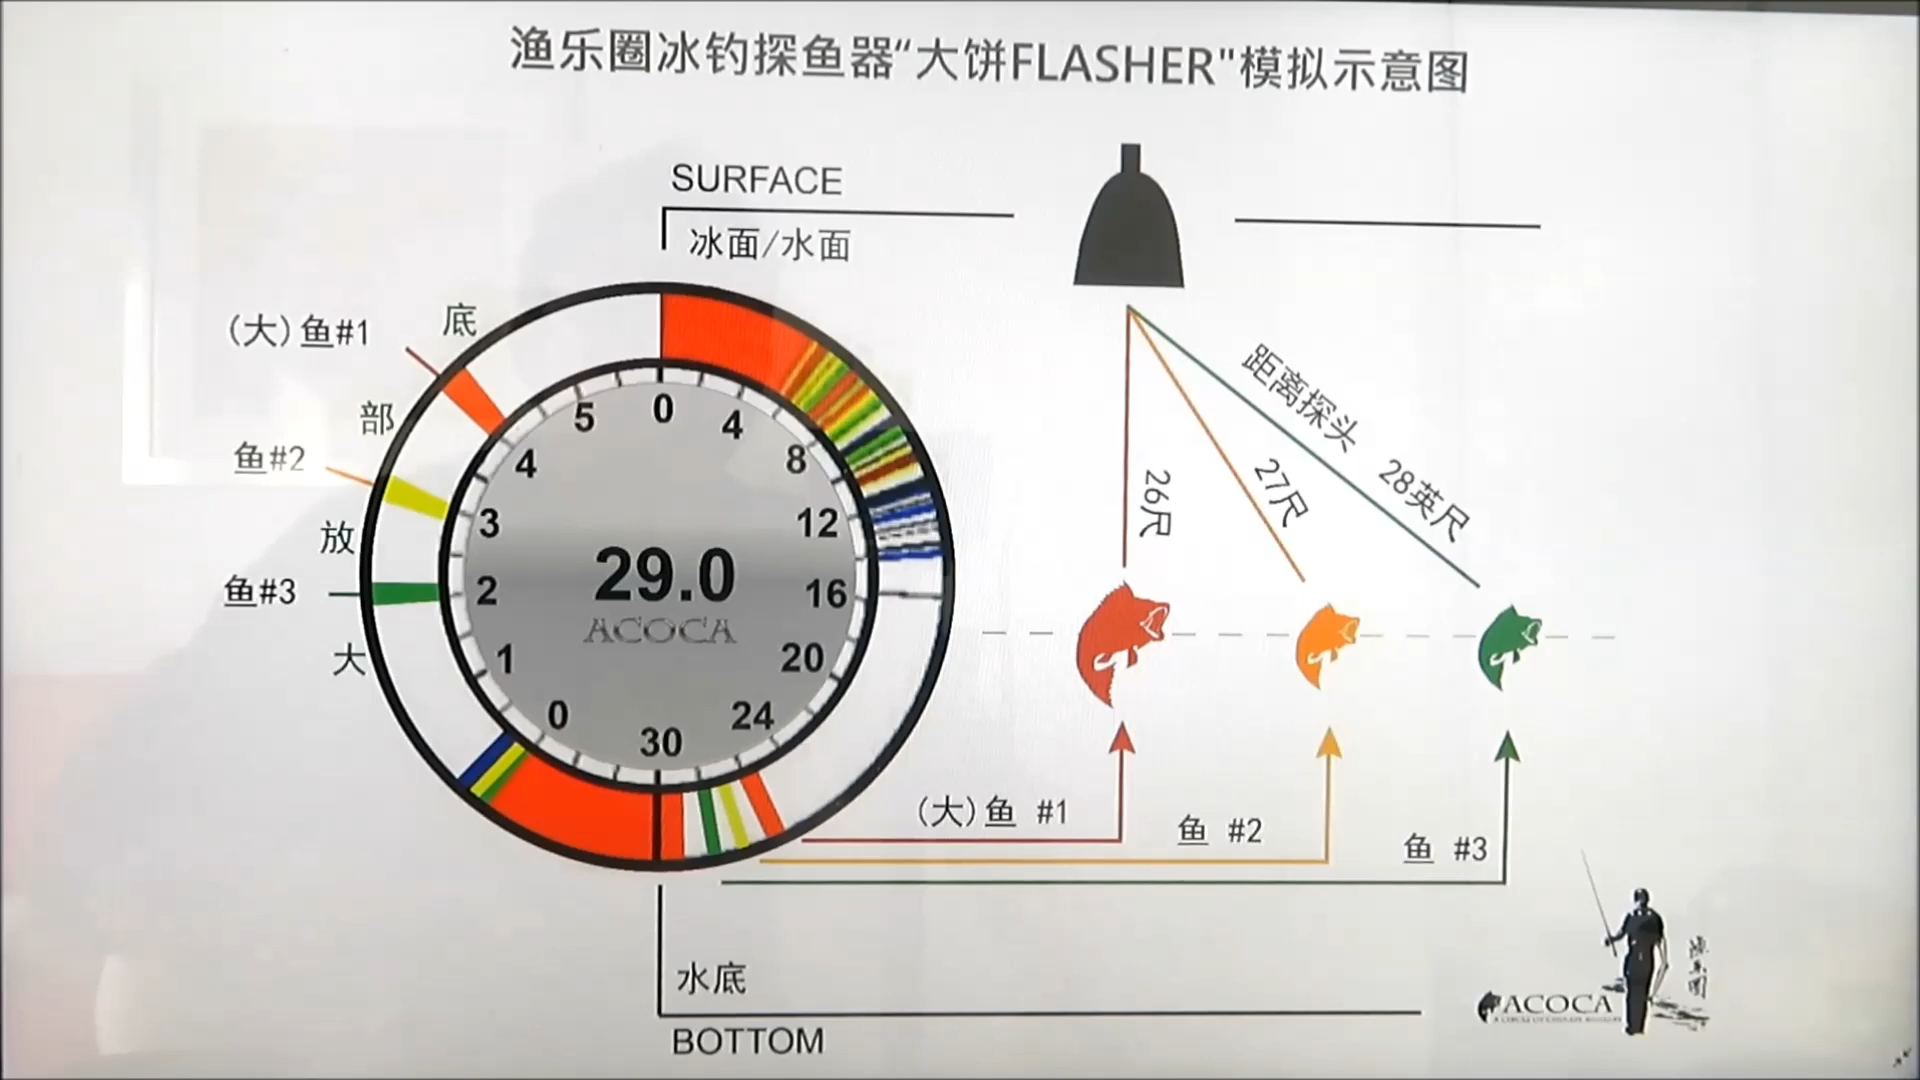 渔乐圈冰钓探鱼器“大饼FLASHER"模拟示意图
SURFACE
冰面/水面
(大)鱼#1
底
部
鱼#2
放
鱼#3
大
5 0 4
4 8
3 12
2 16
1 20
0 24
30
29.0
ACOCA
26尺
27尺
距离探头 28英尺
(大)鱼 #1
鱼 #2
鱼 #3
水底
BOTTOM
ACOCA
渔乐圈